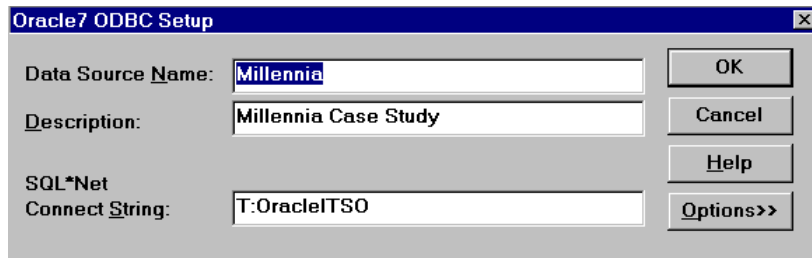 Oracle7 ODBC Setup
Data Source Name: Millennia
OK
Description: Millennia Case Study
Cancel
Help
SQL*Net
Connect String: T:OracleITSO
Options>>